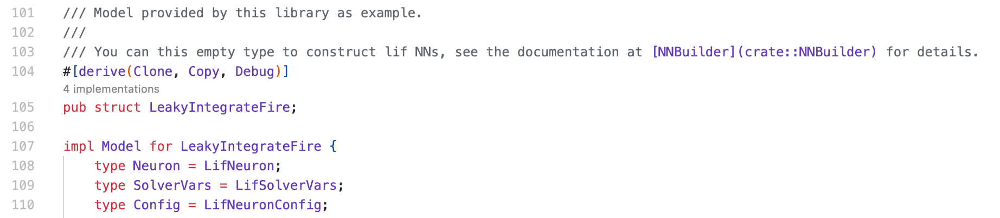 101 /// Model provided by this library as example.
102 ///
103 /// You can this empty type to construct lif NNs, see the documentation at [NNBuilder](crate::NNBuilder) for details.
104 #[derive(Clone, Copy, Debug)]
4 implementations
105 pub struct LeakyIntegrateFire;
106
107 impl Model for LeakyIntegrateFire {
108     type Neuron = LifNeuron;
109     type SolverVars = LifSolverVars;
110     type Config = LifNeuronConfig;